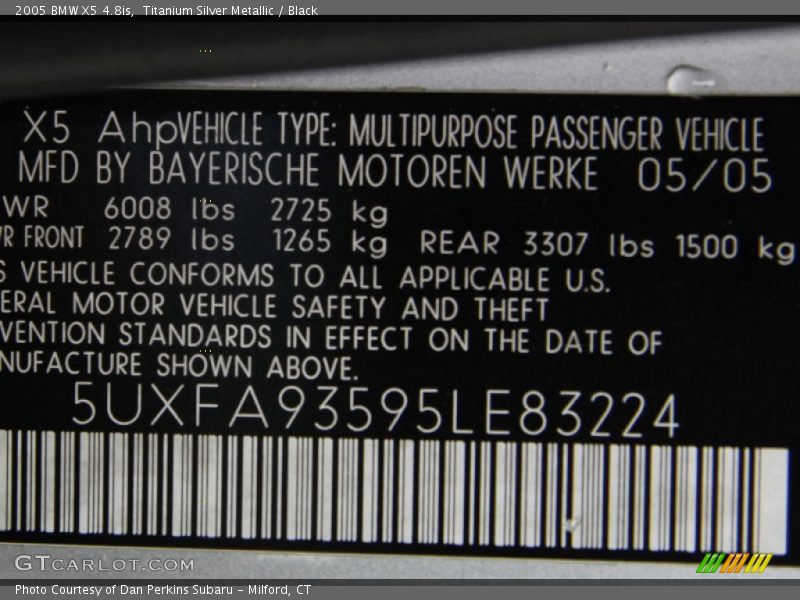 2005 BMW X5 4.8is, Titanium Silver Metallic / Black
X5 AhpVEHICLE TYPE: MULTIPURPOSE PASSENGER VEHICLE
MFD BY BAYERISCHE MOTOREN WERKE 05/05
WR 6008 lbs 2725 kg
WR FRONT 2789 lbs 1265 kg REAR 3307 lbs 1500 kg
S VEHICLE CONFORMS TO ALL APPLICABLE U.S.
ERAL MOTOR VEHICLE SAFETY AND THEFT
VENTION STANDARDS IN EFFECT ON THE DATE OF
NUFACTURE SHOWN ABOVE.
5UXFA93595LE83224
GTCARLOT.COM
Photo Courtesy of Dan Perkins Subaru - Milford, CT